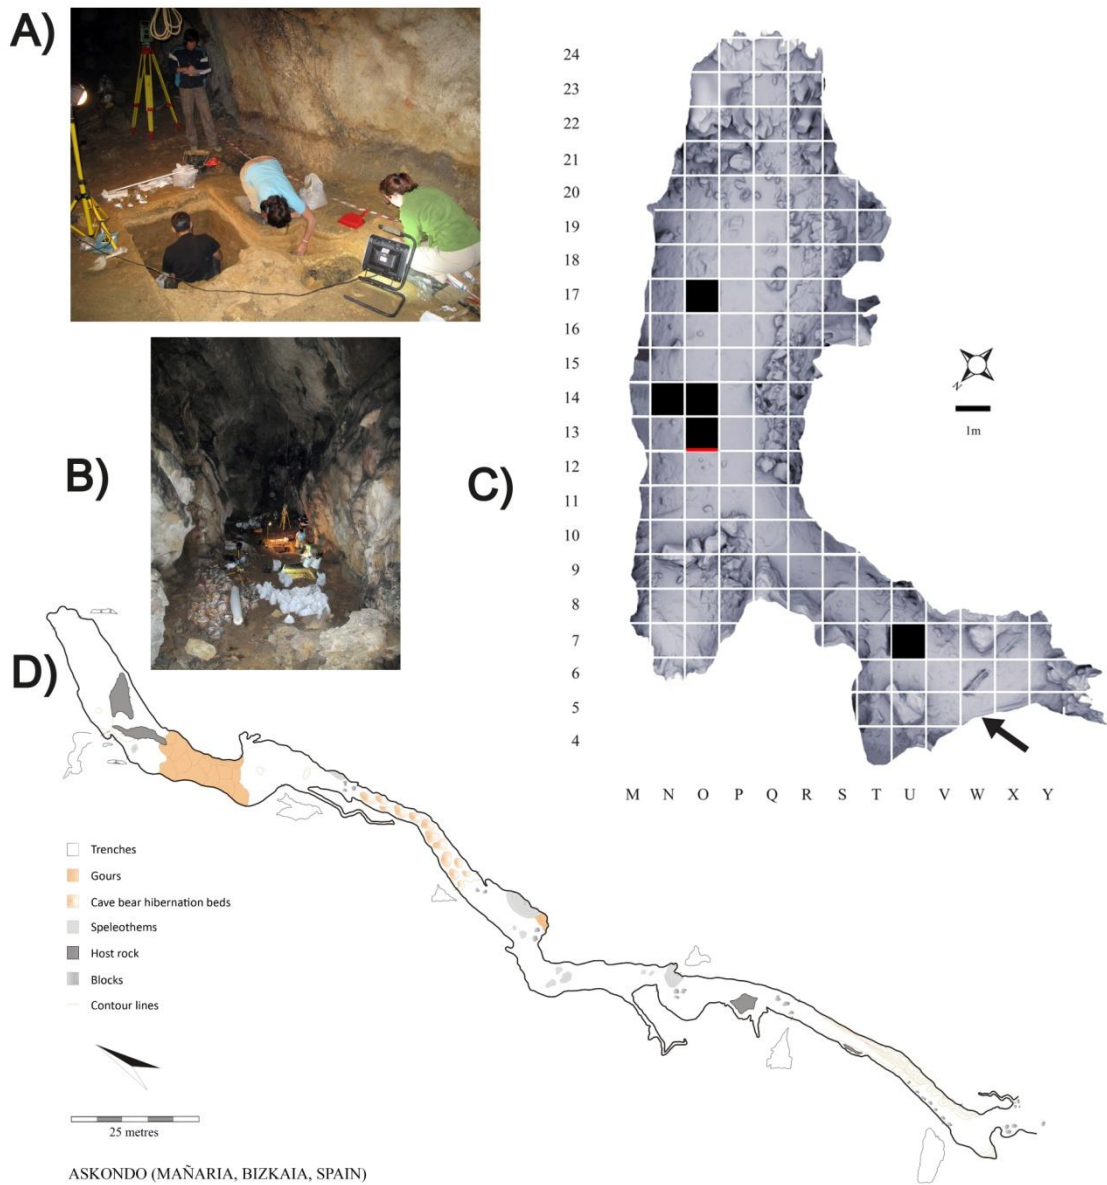 A)
B)
C)
24
23
22
21
20
19
18
17
16
15
14
13
12
11
10
9
8
7
6
5
4
N
1m
M N O P Q R S T U V W X Y
D)
Trenches
Gours
Cave bear hibernation beds
Speleothems
Host rock
Blocks
Contour lines
25 metres
ASKONDO (MAÑARIA, BIZKAIA, SPAIN)